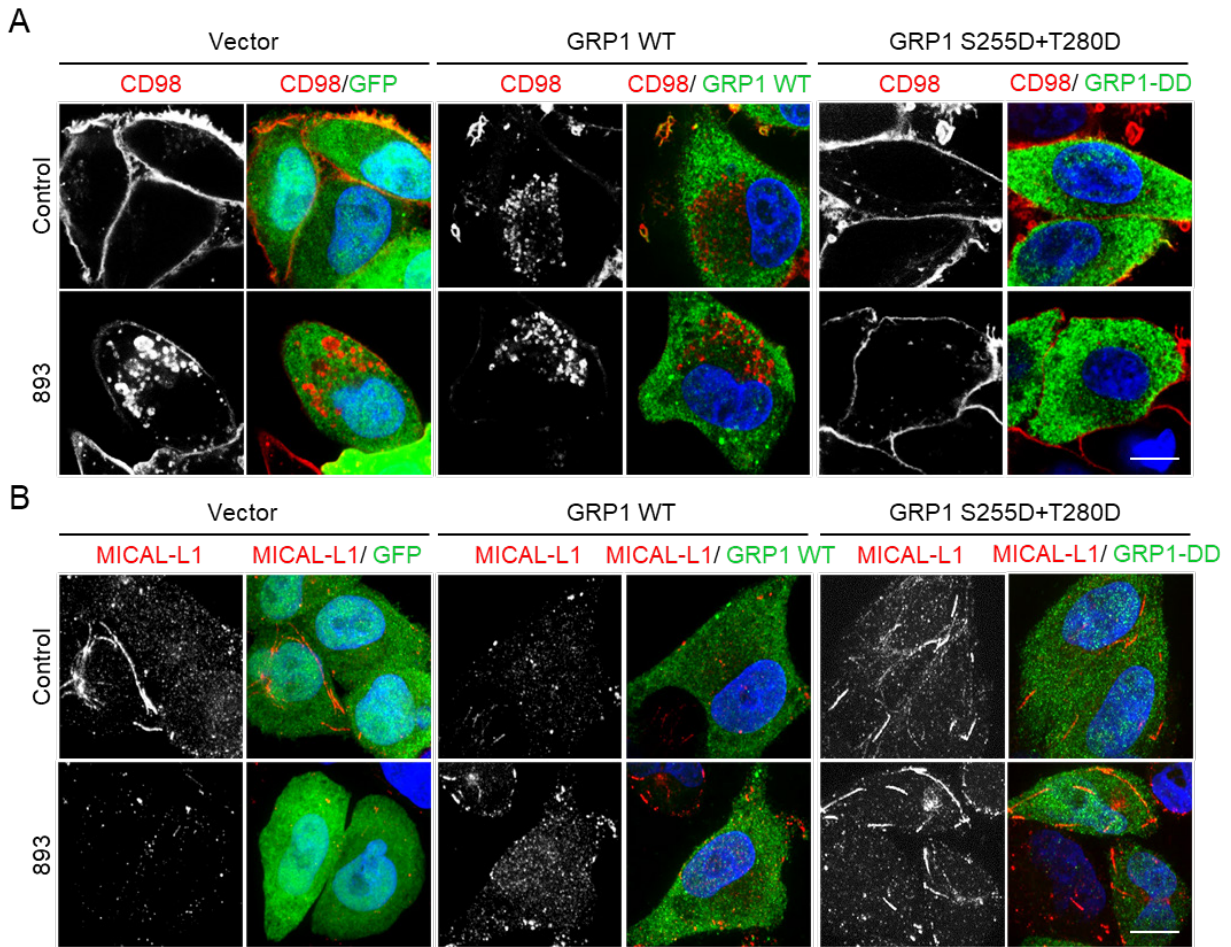 A
Vector GRP1 WT GRP1 S255D+T280D
CD98 CD98/GFP CD98 CD98/ GRP1 WT CD98 CD98/ GRP1-DD
Control
893
B
Vector GRP1 WT GRP1 S255D+T280D
MICAL-L1 MICAL-L1/ GFP MICAL-L1 MICAL-L1/ GRP1 WT MICAL-L1 MICAL-L1/ GRP1-DD
Control
893